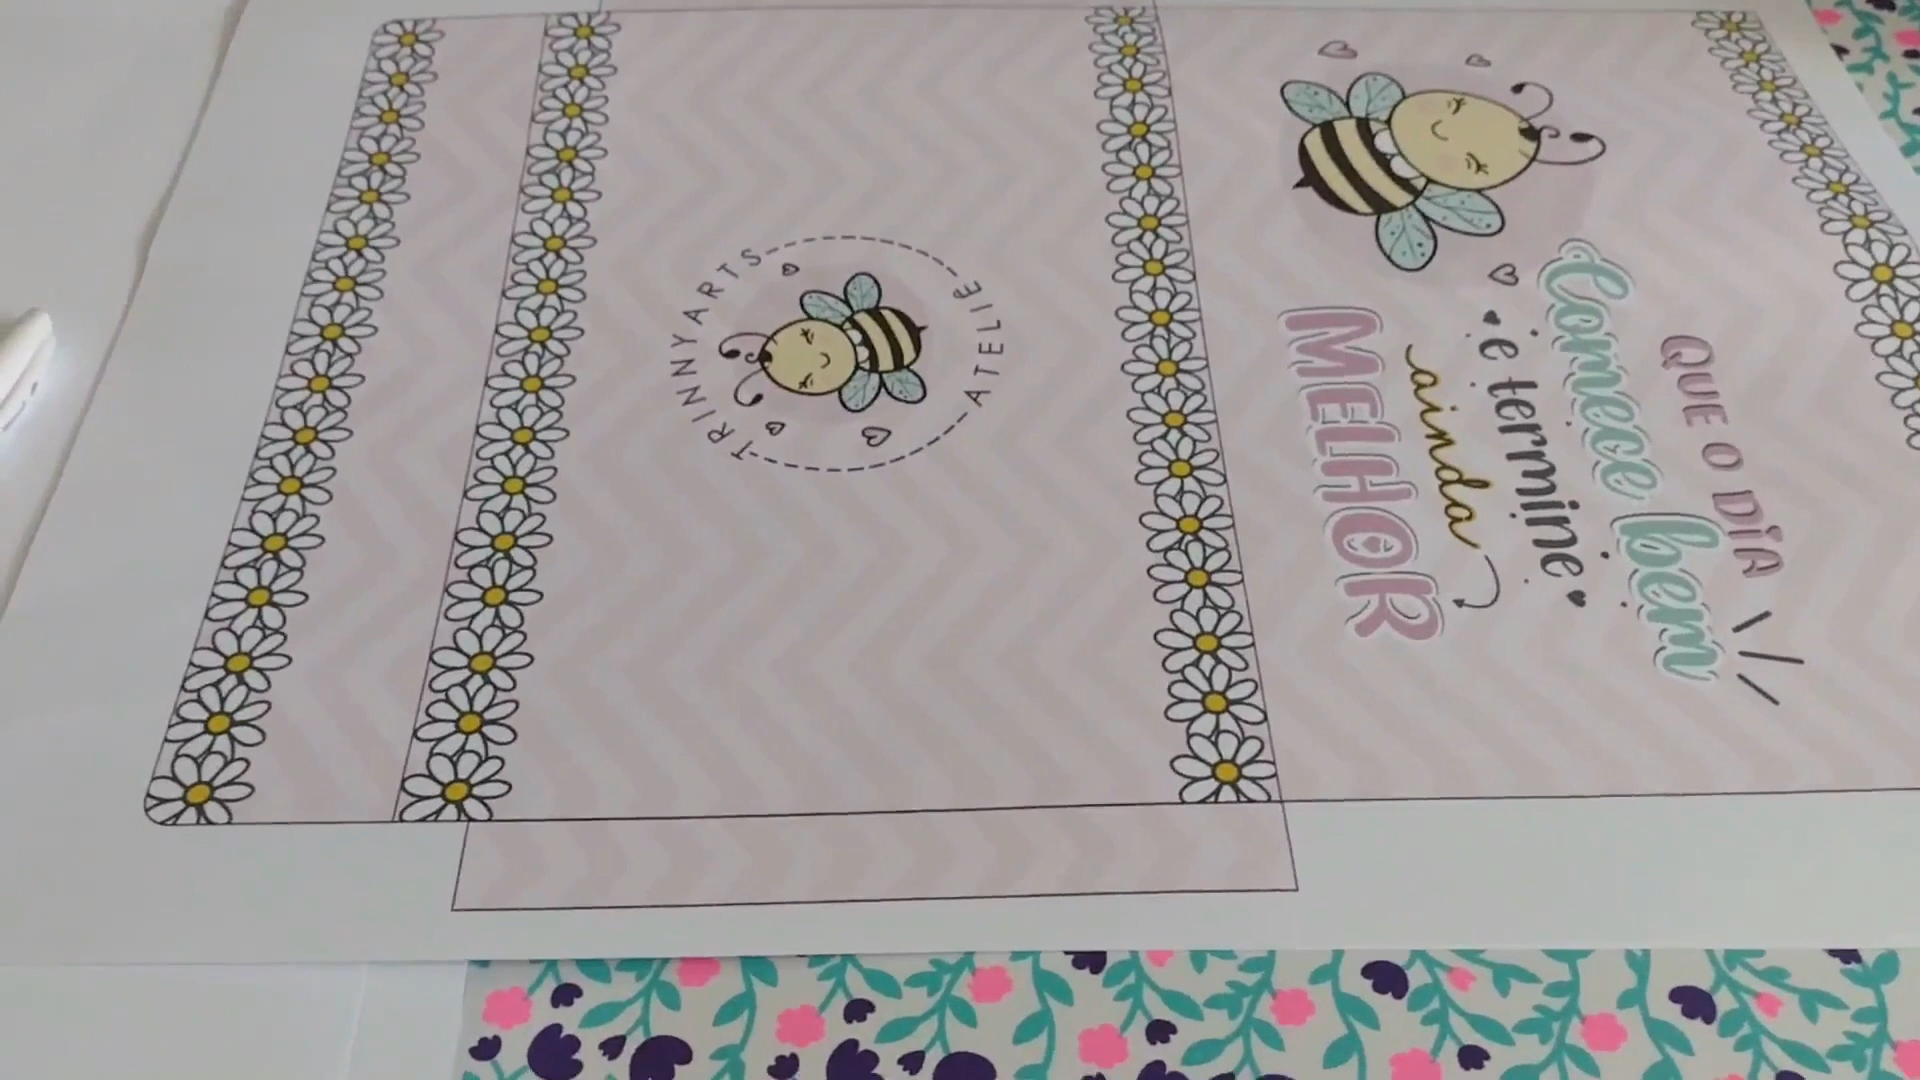 TRINNYARTS
ATELIÊ
QUE O DIA
Comece bem
e termine
ainda
MELHOR